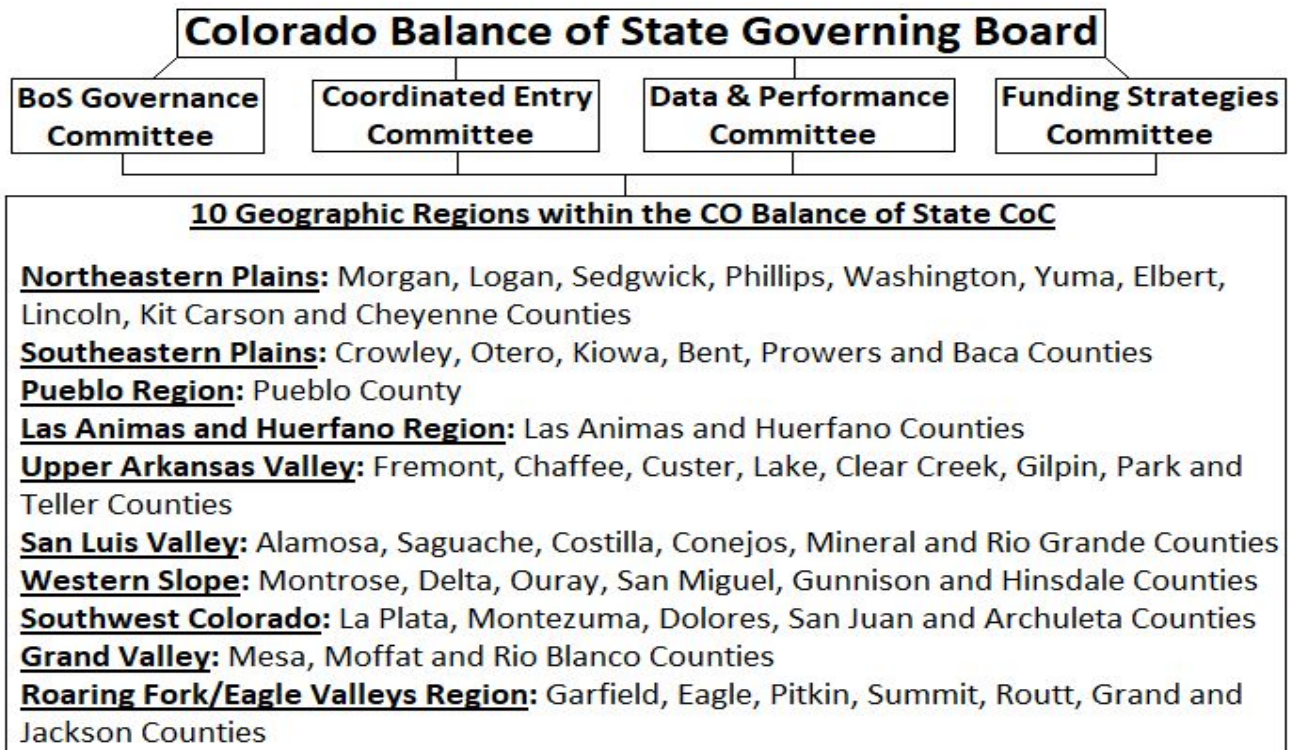 Colorado Balance of State Governing Board
BoS Governance
Committee
Coordinated Entry
Committee
Data & Performance
Committee
Funding Strategies
Committee
10 Geographic Regions within the CO Balance of State CoC
Northeastern Plains: Morgan, Logan, Sedgwick, Phillips, Washington, Yuma, Elbert,
Lincoln, Kit Carson and Cheyenne Counties
Southeastern Plains: Crowley, Otero, Kiowa, Bent, Prowers and Baca Counties
Pueblo Region: Pueblo County
Las Animas and Huerfano Region: Las Animas and Huerfano Counties
Upper Arkansas Valley: Fremont, Chaffee, Custer, Lake, Clear Creek, Gilpin, Park and
Teller Counties
San Luis Valley: Alamosa, Saguache, Costilla, Conejos, Mineral and Rio Grande Counties
Western Slope: Montrose, Delta, Ouray, San Miguel, Gunnison and Hinsdale Counties
Southwest Colorado: La Plata, Montezuma, Dolores, San Juan and Archuleta Counties
Grand Valley: Mesa, Moffat and Rio Blanco Counties
Roaring Fork/Eagle Valleys Region: Garfield, Eagle, Pitkin, Summit, Routt, Grand and
Jackson Counties